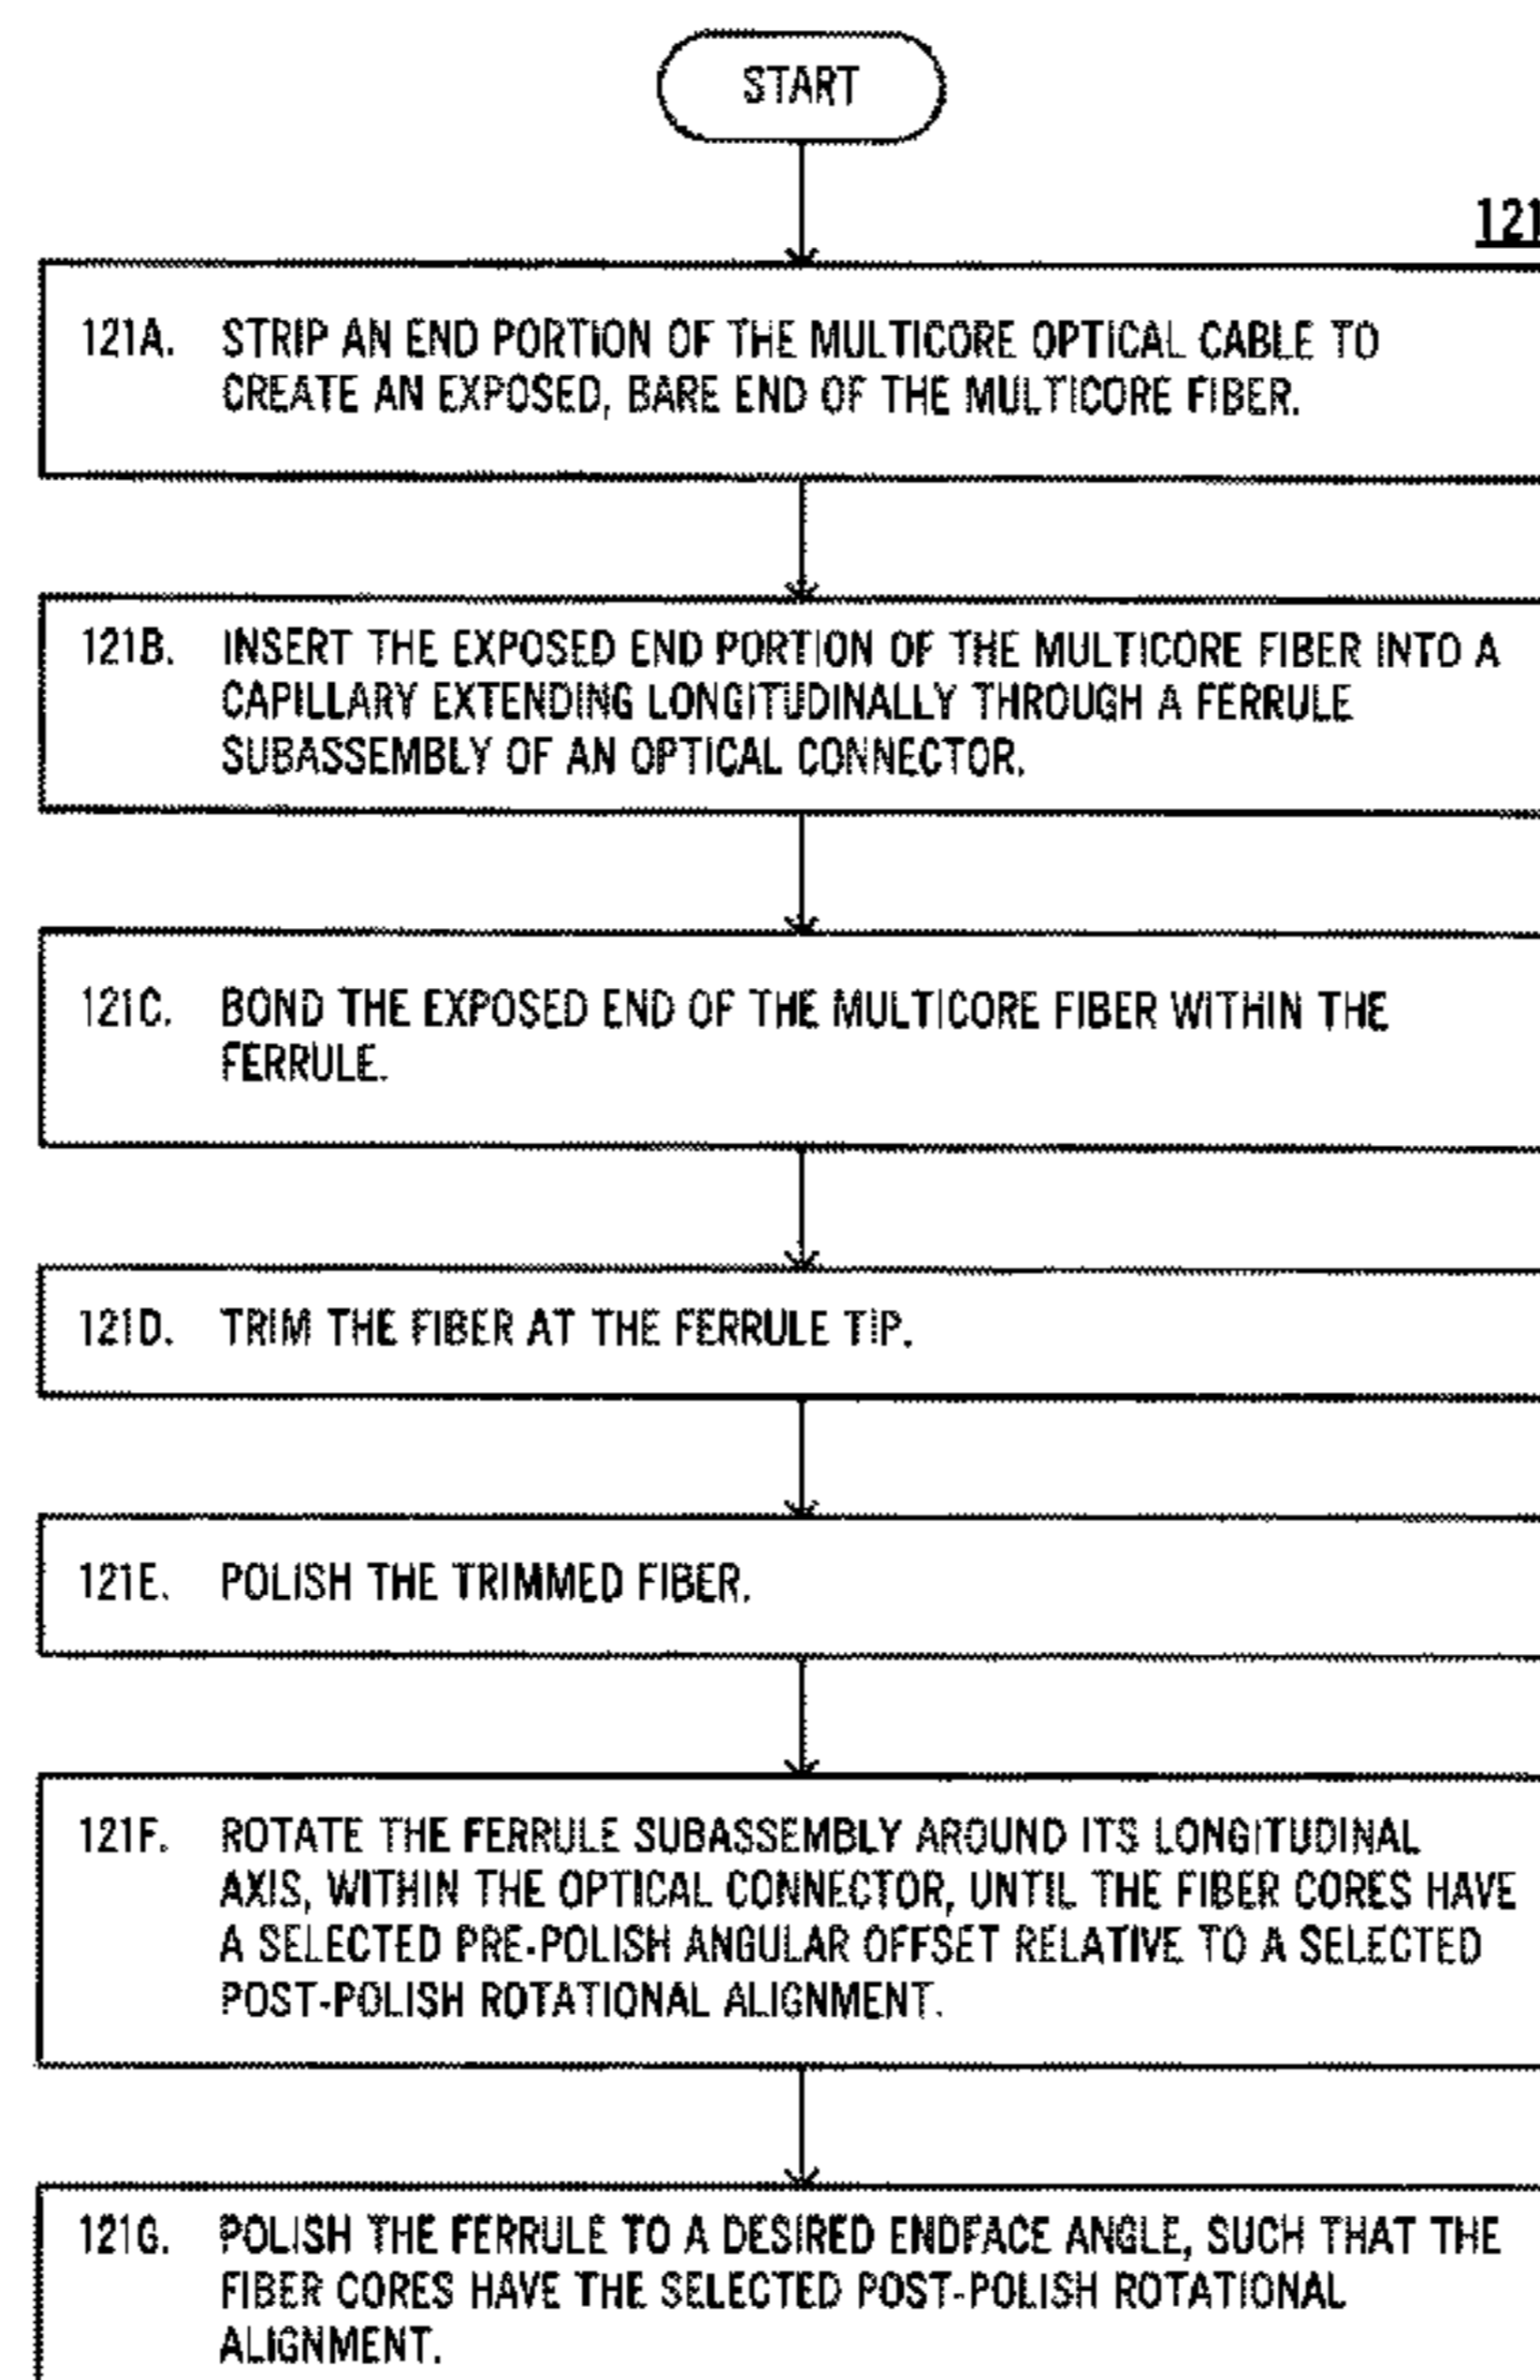 START
121
121A. STRIP AN END PORTION OF THE MULTICORE OPTICAL CABLE TO
CREATE AN EXPOSED, BARE END OF THE MULTICORE FIBER.
121B. INSERT THE EXPOSED END PORTION OF THE MULTICORE FIBER INTO A
CAPILLARY EXTENDING LONGITUDINALLY THROUGH A FERRULE
SUBASSEMBLY OF AN OPTICAL CONNECTOR.
121C. BOND THE EXPOSED END OF THE MULTICORE FIBER WITHIN THE
FERRULE.
121D. TRIM THE FIBER AT THE FERRULE TIP.
121E. POLISH THE TRIMMED FIBER.
121F. ROTATE THE FERRULE SUBASSEMBLY AROUND ITS LONGITUDINAL
AXIS, WITHIN THE OPTICAL CONNECTOR, UNTIL THE FIBER CORES HAVE
A SELECTED PRE-POLISH ANGULAR OFFSET RELATIVE TO A SELECTED
POST-POLISH ROTATIONAL ALIGNMENT.
121G. POLISH THE FERRULE TO A DESIRED ENDFACE ANGLE, SUCH THAT THE
FIBER CORES HAVE THE SELECTED POST-POLISH ROTATIONAL
ALIGNMENT.